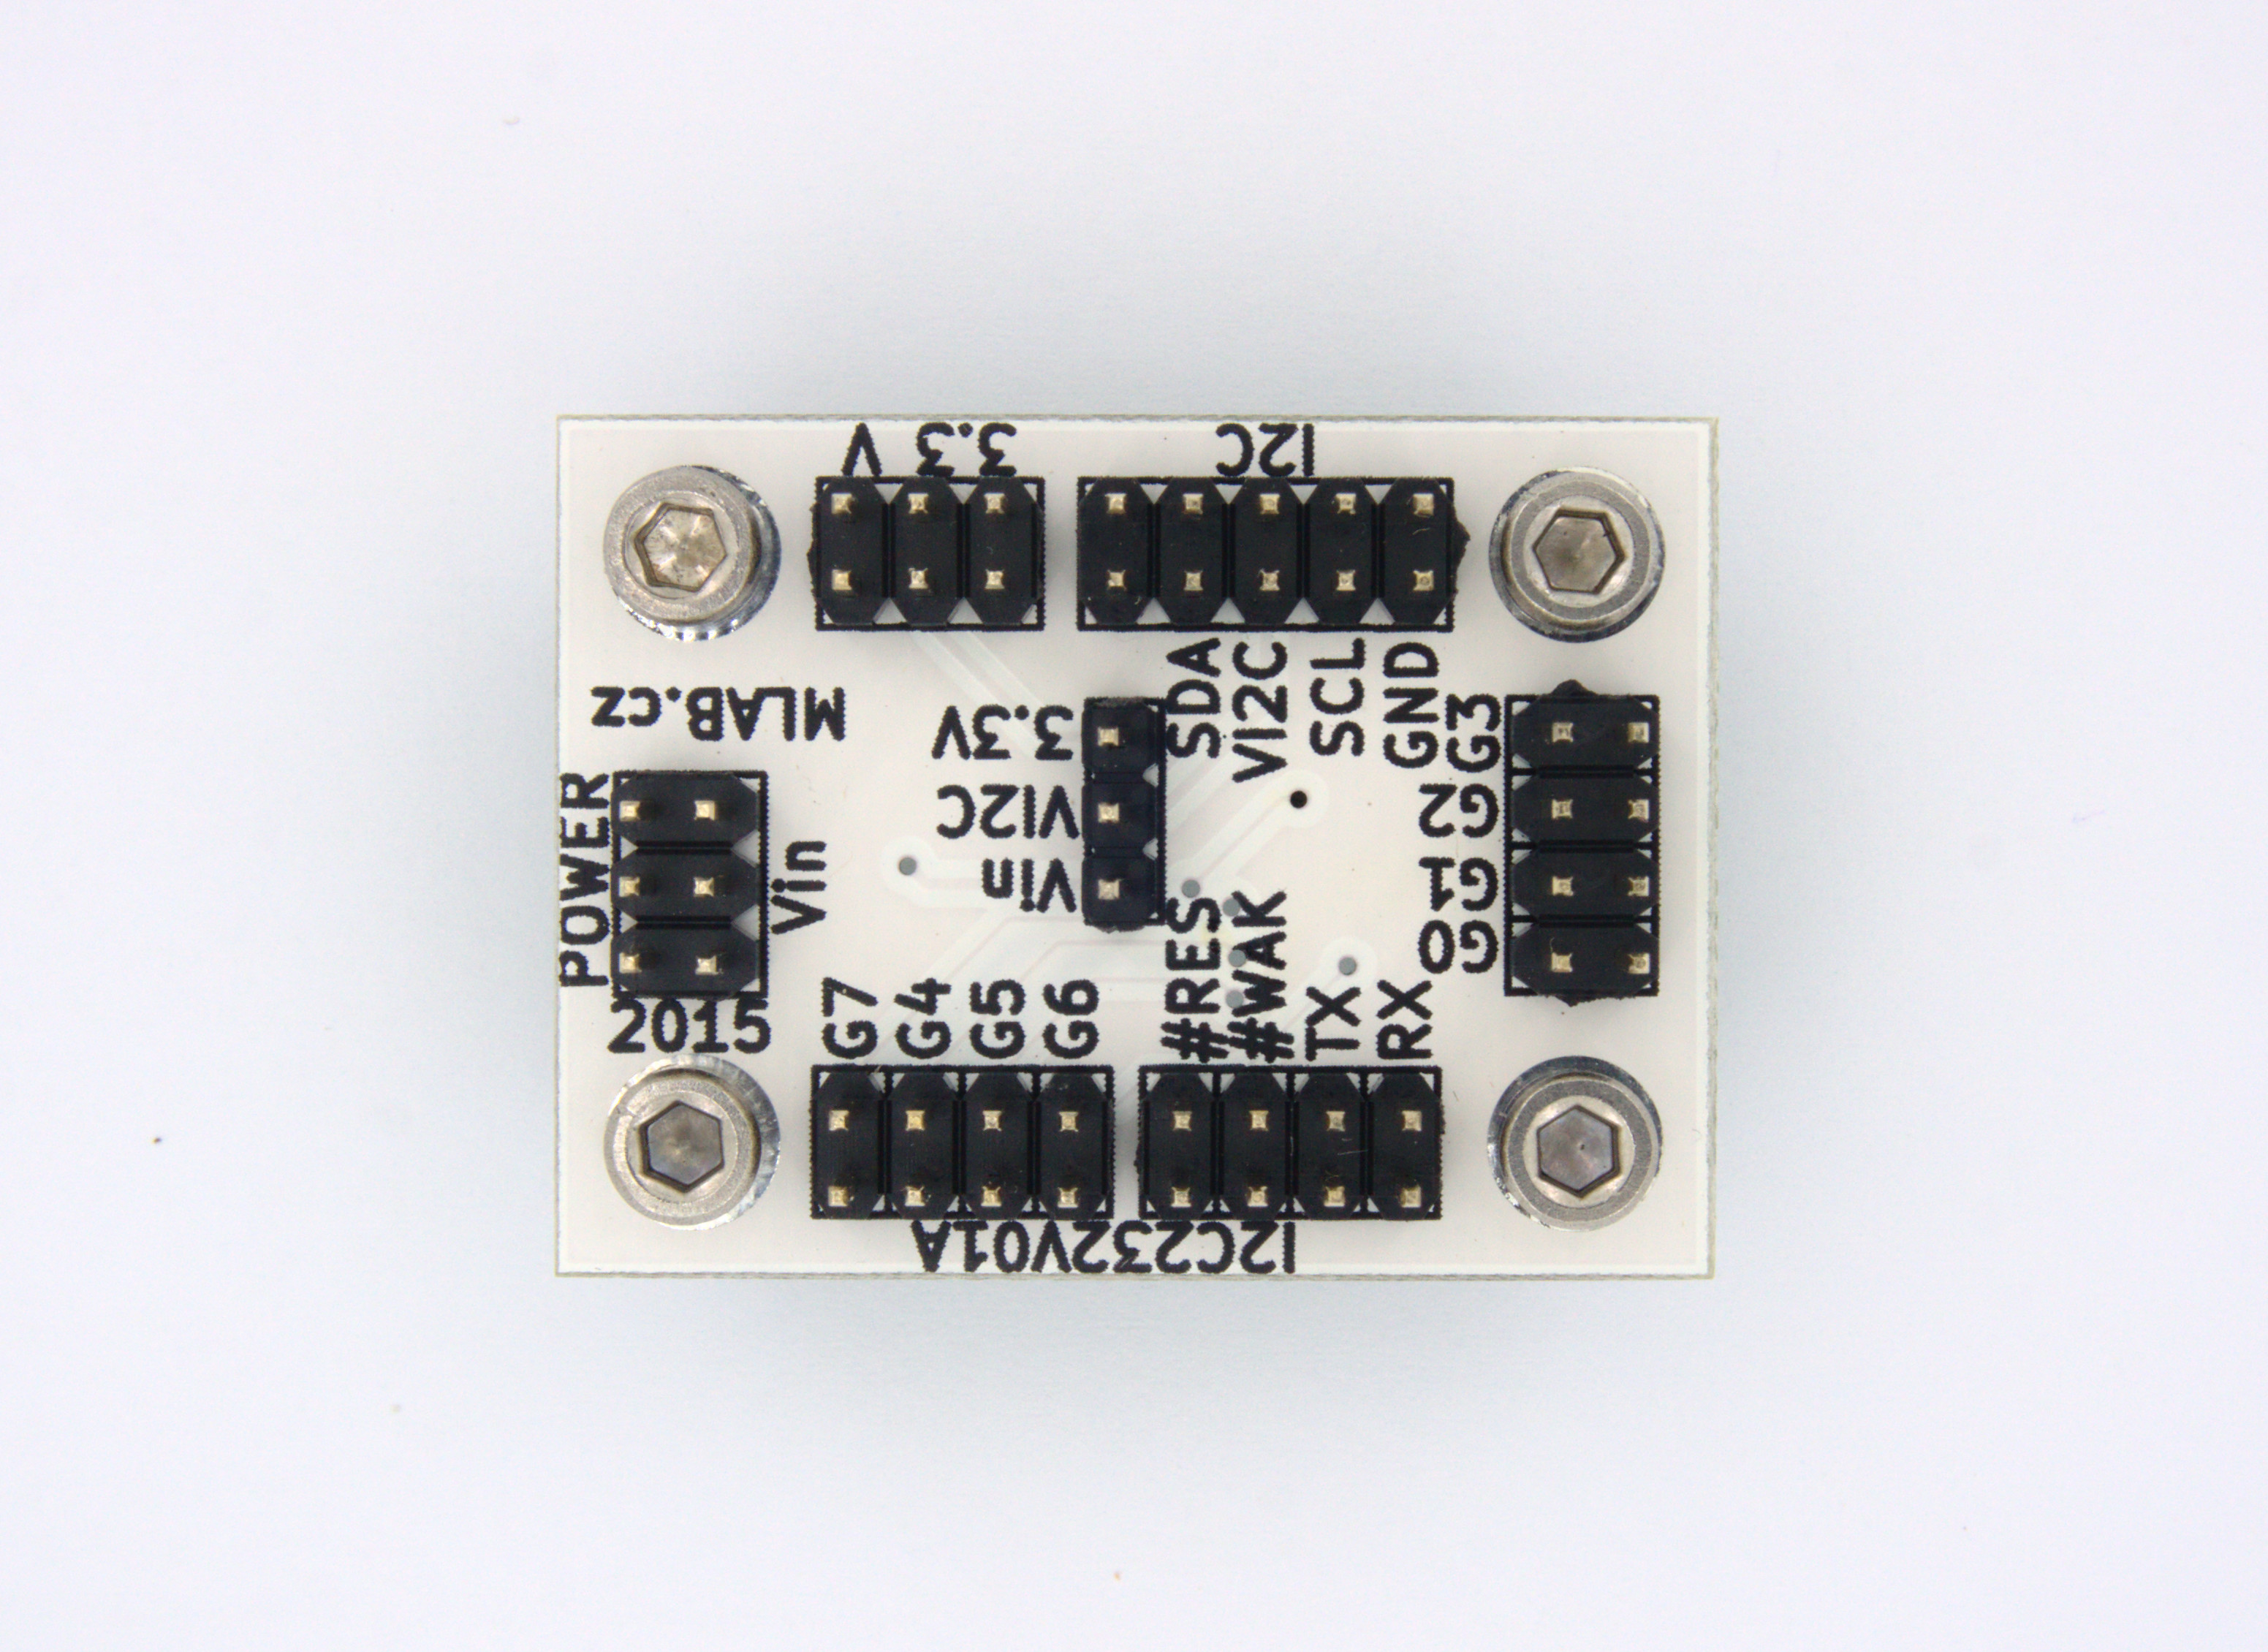 3.3 V
I2C
SDA
VI2C
SCL
GND
MLAB.cz
3.3V
VI2C
Vin
G3
G2
G1
G0
POWER
Vin
2015
G7
G4
G5
G6
#RES
#WAK
TX
RX
I2C232V01A